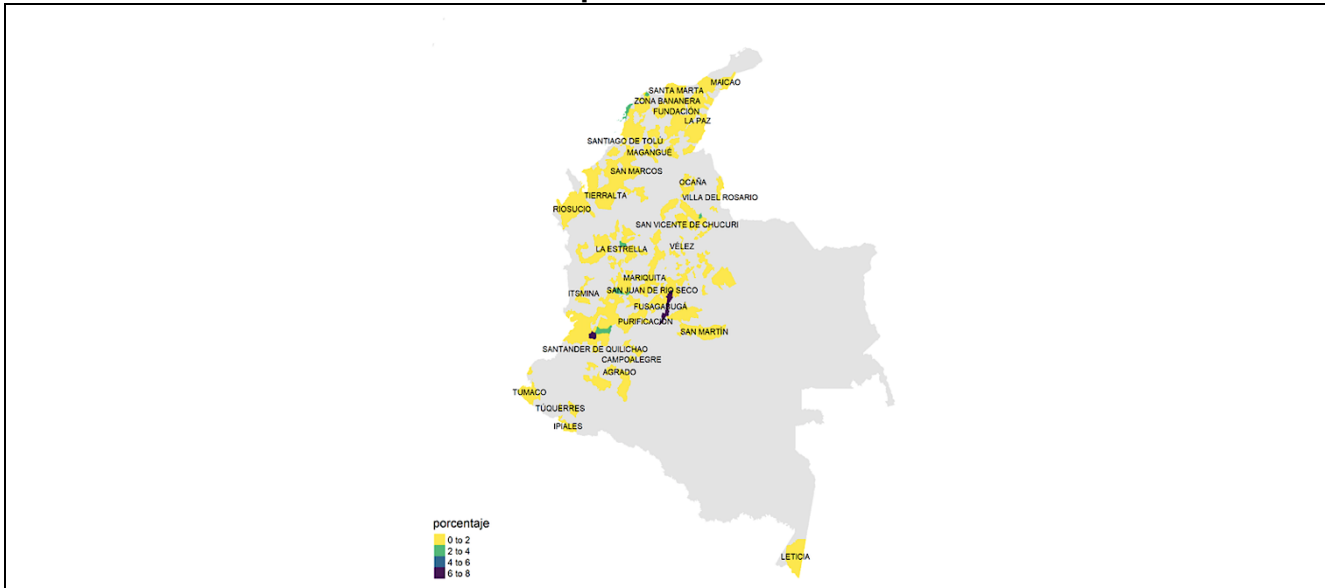 MAICAO
SANTA MARTA
ZONA BANANERA
FUNDACIÓN
LA PAZ
SANTIAGO DE TOLÚ
MAGANGUÉ
SAN MARCOS
OCAÑA
TIERRALTA
VILLA DEL ROSARIO
RIOSUCIO
SAN VICENTE DE CHUCURI
LA ESTRELLA
VÉLEZ
MARIQUITA
ITSMINA
SAN JUAN DE RIO SECO
FUSAGASUGÁ
PURIFICACIÓN
SAN MARTÍN
SANTANDER DE QUILICHAO
CAMPOALEGRE
AGRADO
TUMACO
TÚQUERRES
IPIALES
porcentaje
0 to 2
2 to 4
4 to 6
6 to 8
LETICIA